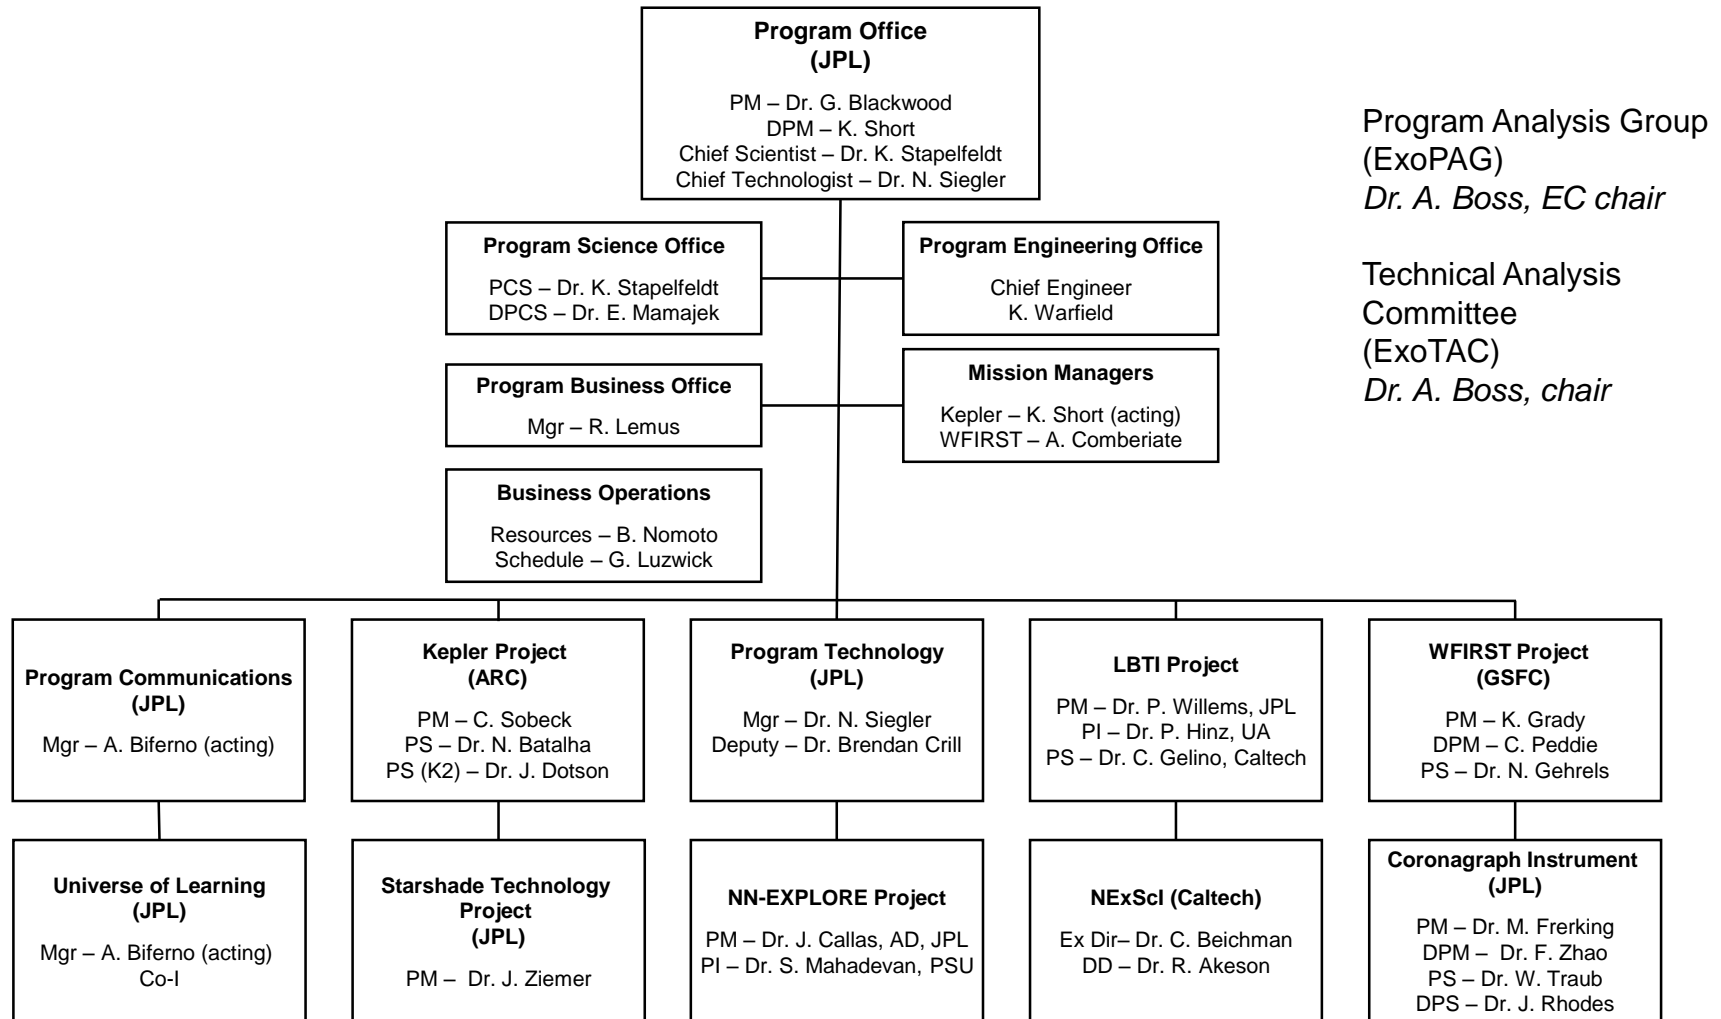 Program Office
(JPL)
PM – Dr. G. Blackwood
DPM – K. Short
Chief Scientist – Dr. K. Stapelfeldt
Chief Technologist – Dr. N. Siegler
Program Analysis Group
(ExoPAG)
Dr. A. Boss, EC chair
Technical Analysis
Committee
(ExoTAC)
Dr. A. Boss, chair
Program Science Office
PCS – Dr. K. Stapelfeldt
DPCS – Dr. E. Mamajek
Program Engineering Office
Chief Engineer
K. Warfield
Program Business Office
Mgr – R. Lemus
Mission Managers
Kepler – K. Short (acting)
WFIRST – A. Comberiate
Business Operations
Resources – B. Nomoto
Schedule – G. Luzwick
Program Communications
(JPL)
Mgr – A. Biferno (acting)
Kepler Project
(ARC)
PM – C. Sobeck
PS – Dr. N. Batalha
PS (K2) – Dr. J. Dotson
Program Technology
(JPL)
Mgr – Dr. N. Siegler
Deputy – Dr. Brendan Crill
LBTI Project
PM – Dr. P. Willems, JPL
PI – Dr. P. Hinz, UA
PS – Dr. C. Gelino, Caltech
WFIRST Project
(GSFC)
PM – K. Grady
DPM – C. Peddie
PS – Dr. N. Gehrels
Universe of Learning
(JPL)
Mgr – A. Biferno (acting)
Co-I
Starshade Technology
Project
(JPL)
PM – Dr. J. Ziemer
NN-EXPLORE Project
PM – Dr. J. Callas, AD, JPL
PI – Dr. S. Mahadevan, PSU
NExScI (Caltech)
Ex Dir– Dr. C. Beichman
DD – Dr. R. Akeson
Coronagraph Instrument
(JPL)
PM – Dr. M. Frerking
DPM – Dr. F. Zhao
PS – Dr. W. Traub
DPS – Dr. J. Rhodes